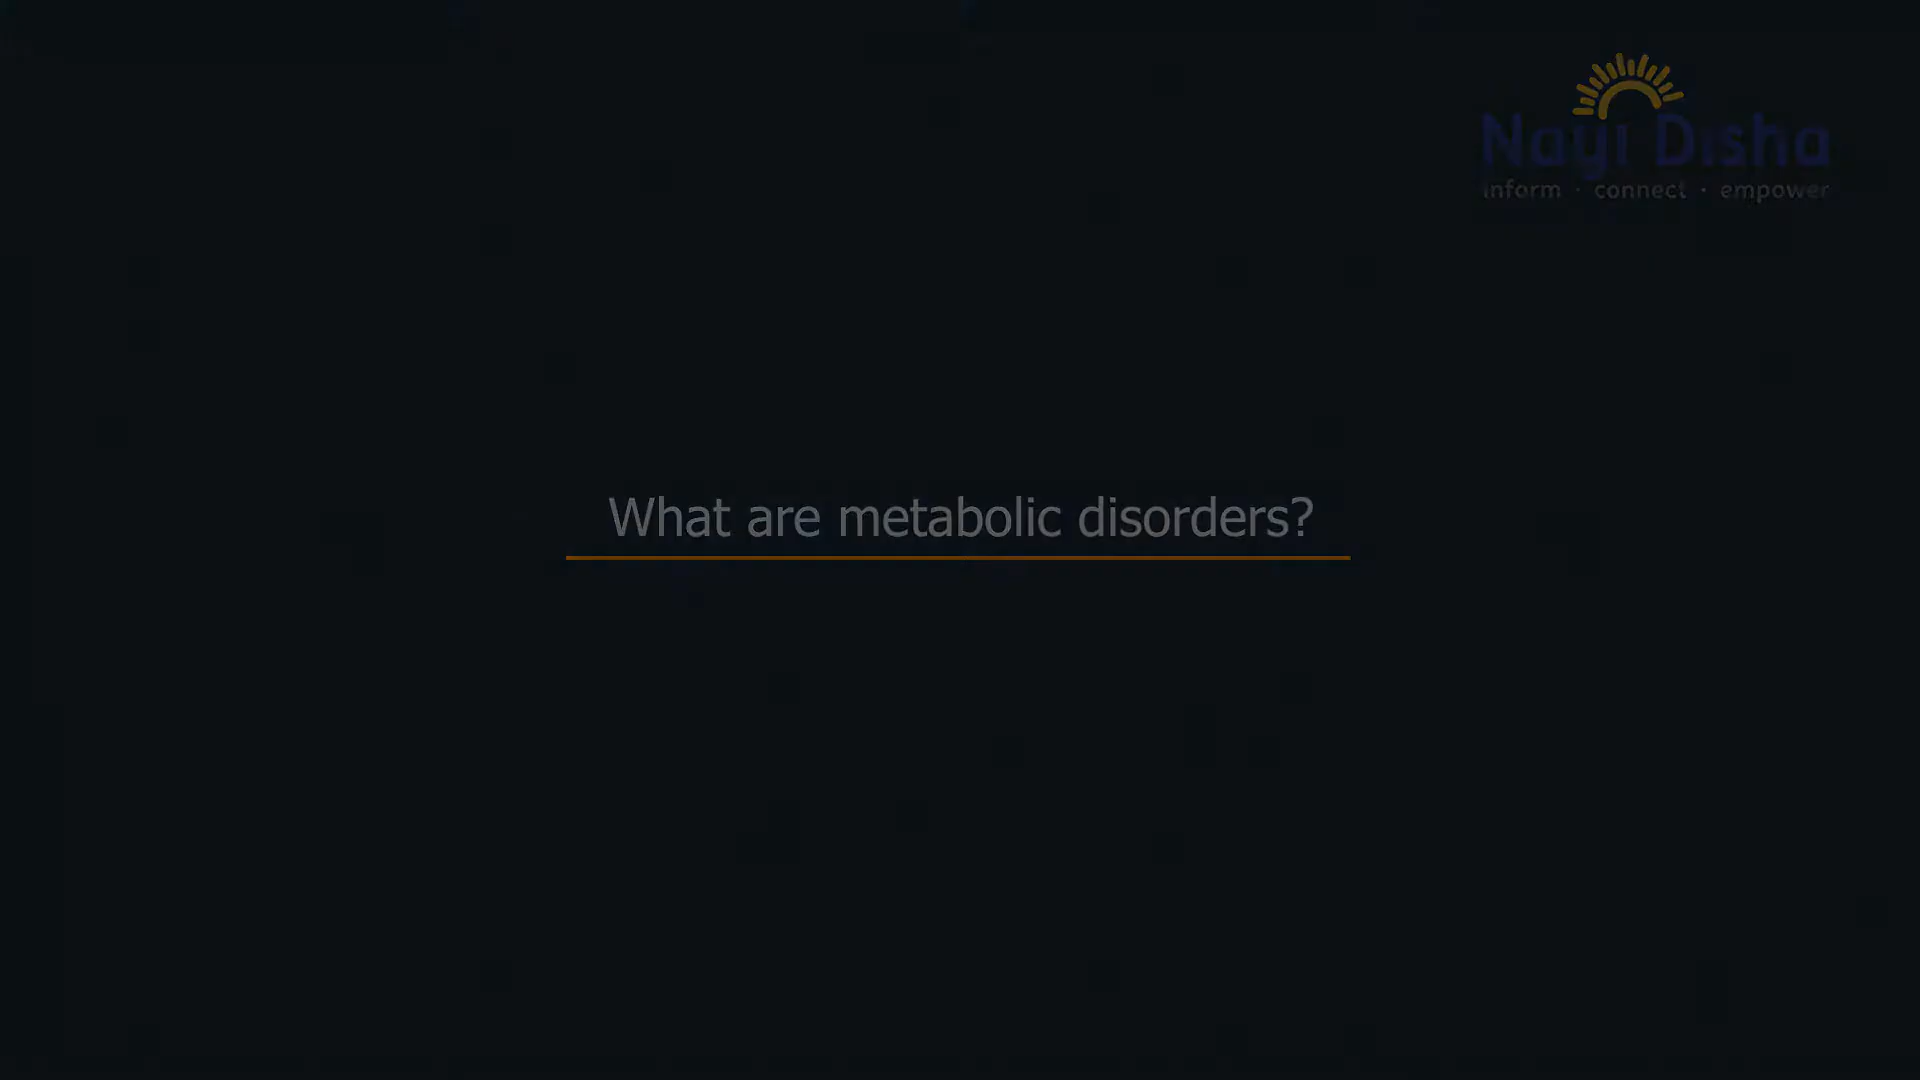 Nayi Disha
inform · connect · empower
What are metabolic disorders?